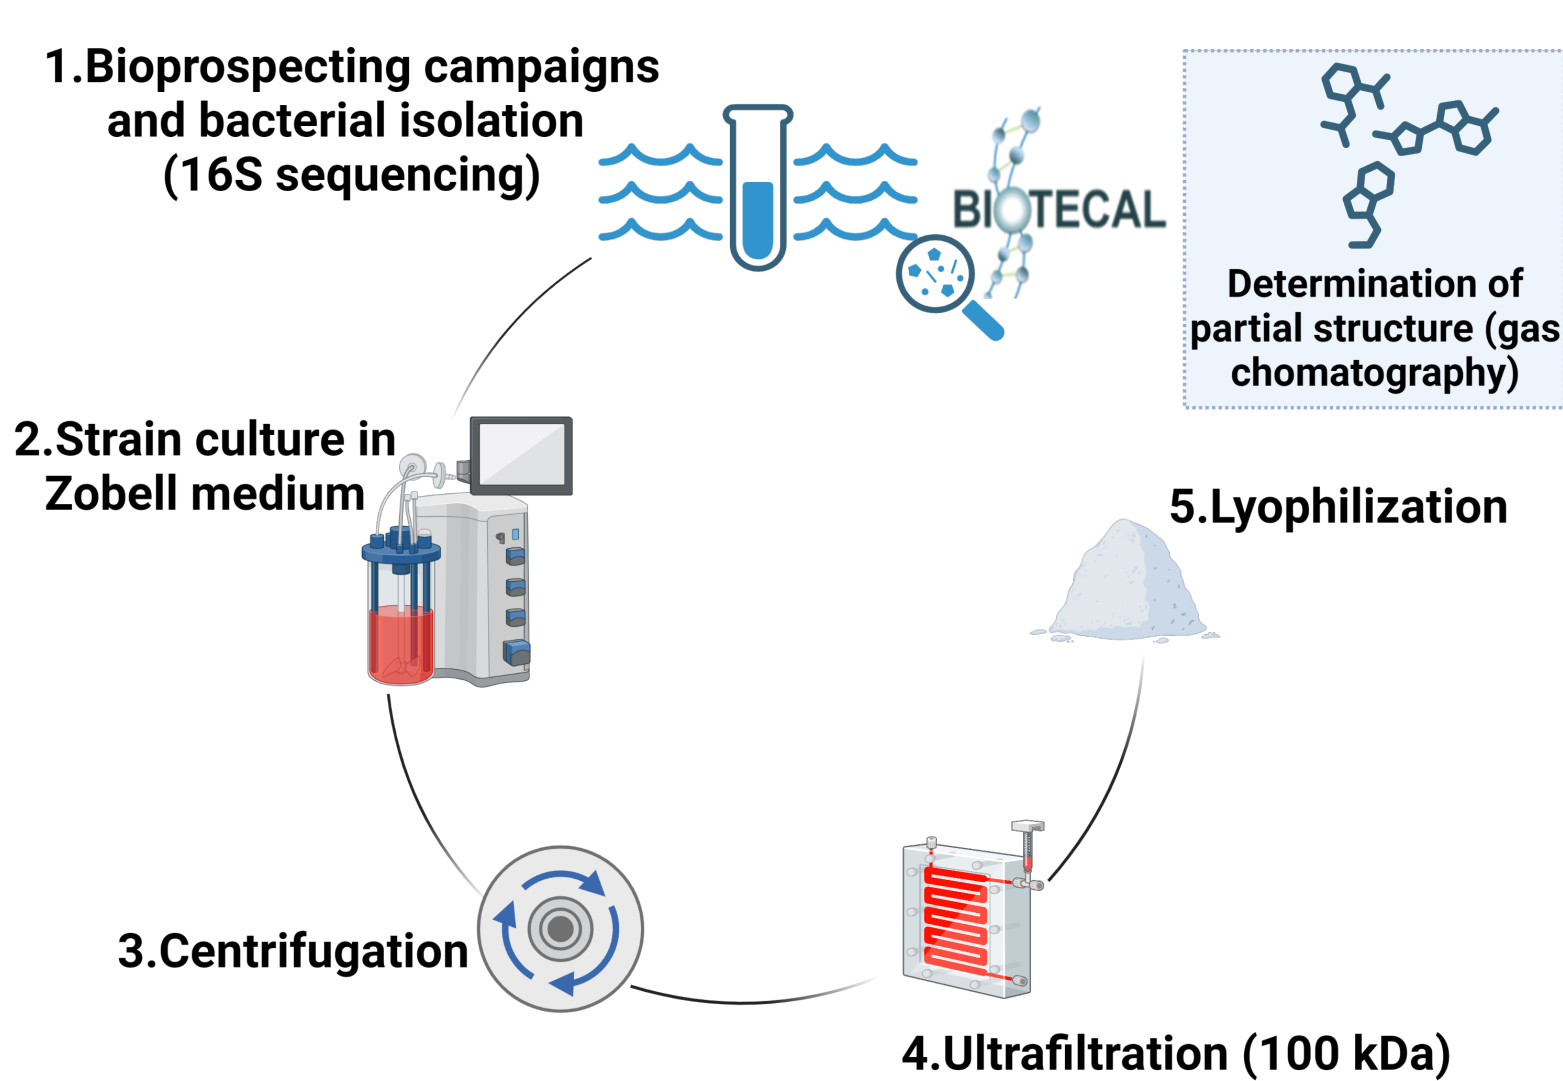 1.Bioprospecting campaigns
and bacterial isolation
(16S sequencing)
BIOTECAL
Determination of
partial structure (gas
chomatography)
2.Strain culture in
Zobell medium
5.Lyophilization
3.Centrifugation
4.Ultrafiltration (100 kDa)